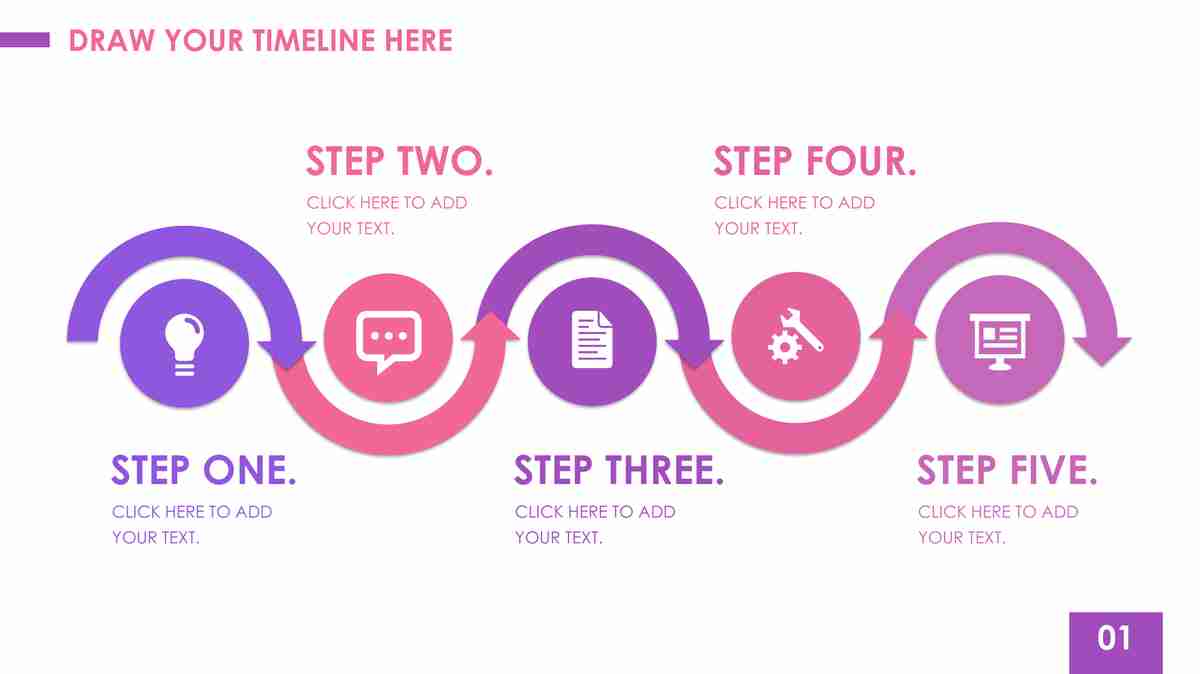 DRAW YOUR TIMELINE HERE
STEP TWO.
CLICK HERE TO ADD
YOUR TEXT.
STEP FOUR.
CLICK HERE TO ADD
YOUR TEXT.
STEP ONE.
CLICK HERE TO ADD
YOUR TEXT.
STEP THREE.
CLICK HERE TO ADD
YOUR TEXT.
STEP FIVE.
CLICK HERE TO ADD
YOUR TEXT.
01